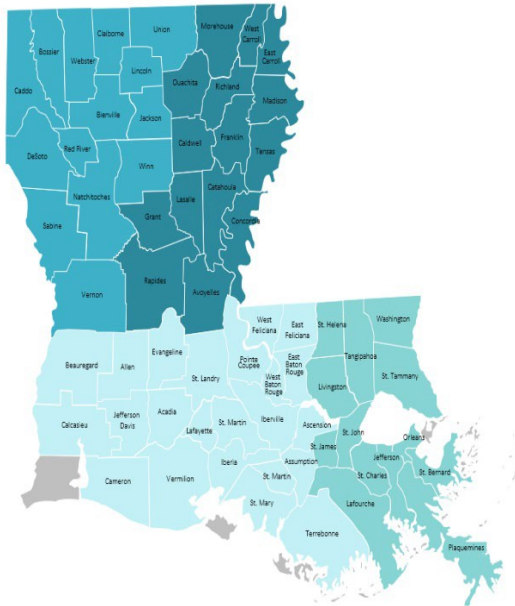 Caddo
Bossier
Webster
Claiborne
Union
Morehouse
West
Carroll
East
Carroll
Lincoln
Ouachita
Richland
Madison
Bienville
Jackson
DeSoto
Red River
Caldwell
Franklin
Tensas
Winn
Natchitoches
Sabine
Grant
Lasalle
Catahoula
Concordia
Vernon
Rapides
Avoyelles
Beauregard
Allen
Evangeline
St. Landry
Pointe
Coupee
West
Feliciana
East
Feliciana
St. Helena
Washington
Tangipahoa
St. Tammany
East
Baton
Rouge
West
Baton
Rouge
Livingston
Calcasieu
Jefferson
Davis
Acadia
Lafayette
St. Martin
Iberville
Ascension
St. James
St. John
Orleans
Cameron
Vermilion
Iberia
St. Martin
Assumption
St. Charles
Jefferson
St. Bernard
St. Mary
Terrebonne
Lafourche
Plaquemines